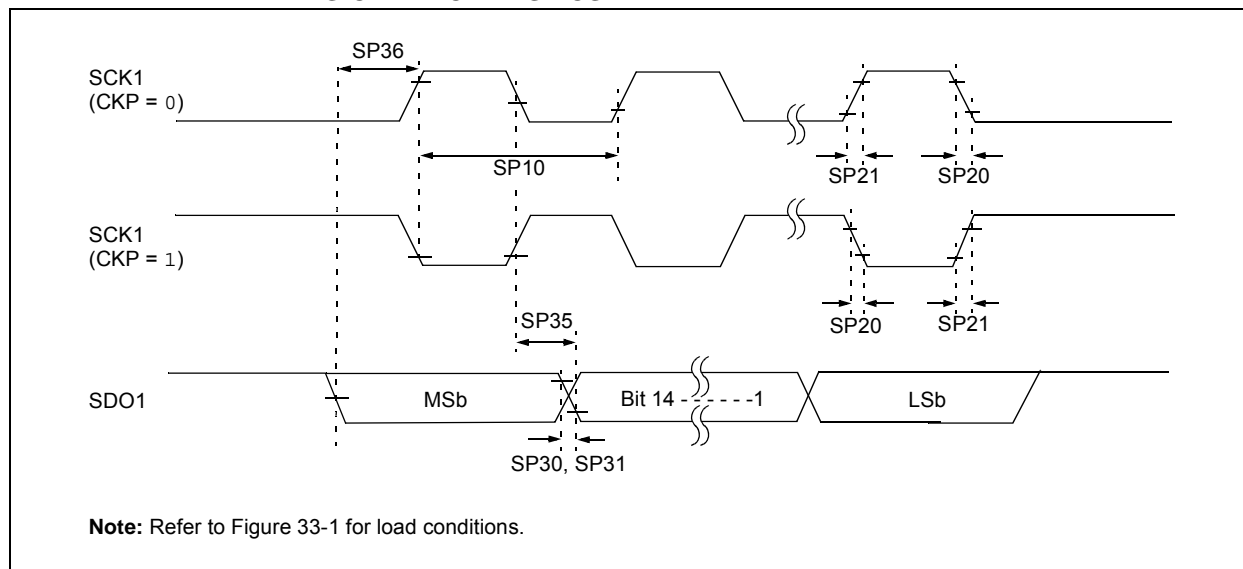 SP36
SCK1
(CKP = 0)
SP10
SP21
SP20
SCK1
(CKP = 1)
SP35
SP20
SP21
SDO1
MSb
Bit 14 - - - - - -1
LSb
SP30, SP31
Note: Refer to Figure 33-1 for load conditions.